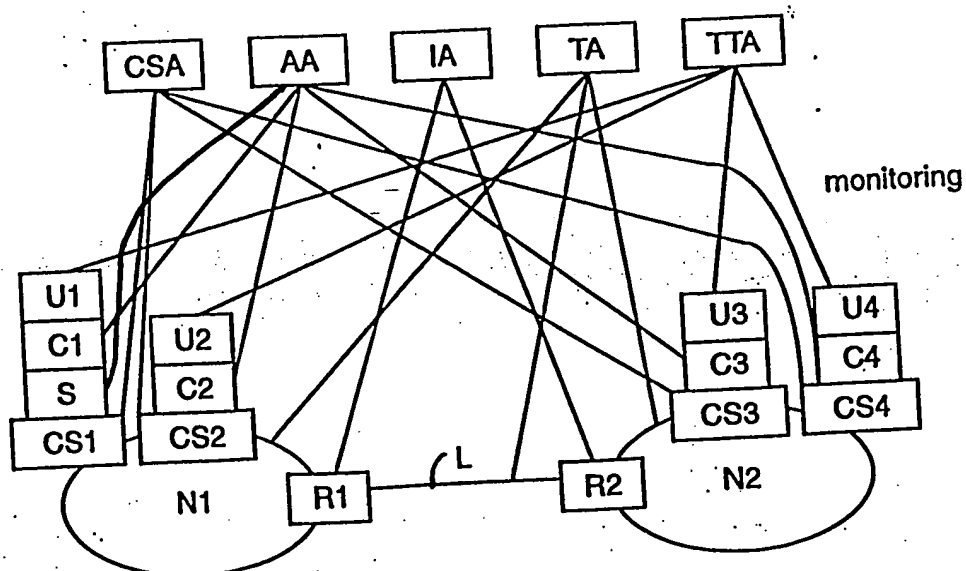 CSA AA IA TA TTA
monitoring
U1
C1
S
CS1
U2
C2
CS2
U3
C3
CS3
U4
C4
CS4
N1
R1
L
R2
N2